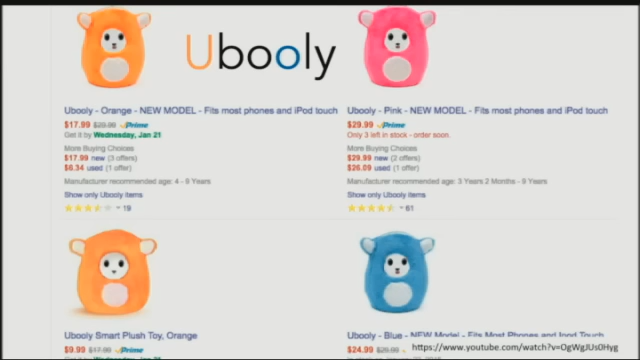 Ubooly
Ubooly - Orange - NEW MODEL - Fits most phones and iPod touch
$17.99 $29.99 Prime
Get it by Wednesday, Jan 21
More Buying Choices
$17.99 new (3 offers)
$6.34 used (1 offer)
Manufacturer recommended age: 4 - 9 Years
Show only Ubooly items
19
Ubooly - Pink - NEW MODEL - Fits most phones and iPod touch
$29.99 Prime
Only 3 left in stock - order soon.
More Buying Choices
$29.99 new (2 offers)
$26.09 used (1 offer)
Manufacturer recommended age: 3 Years 2 Months - 9 Years
Show only Ubooly items
61
Ubooly Smart Plush Toy, Orange
$9.99 $17.99 Prime
Ubooly - Blue - NEW MODEL - Fits Most Phones And Ipod Touch
$24.99 $29.99
https://www.youtube.com/watch?v=OgWgJUs0Hyg